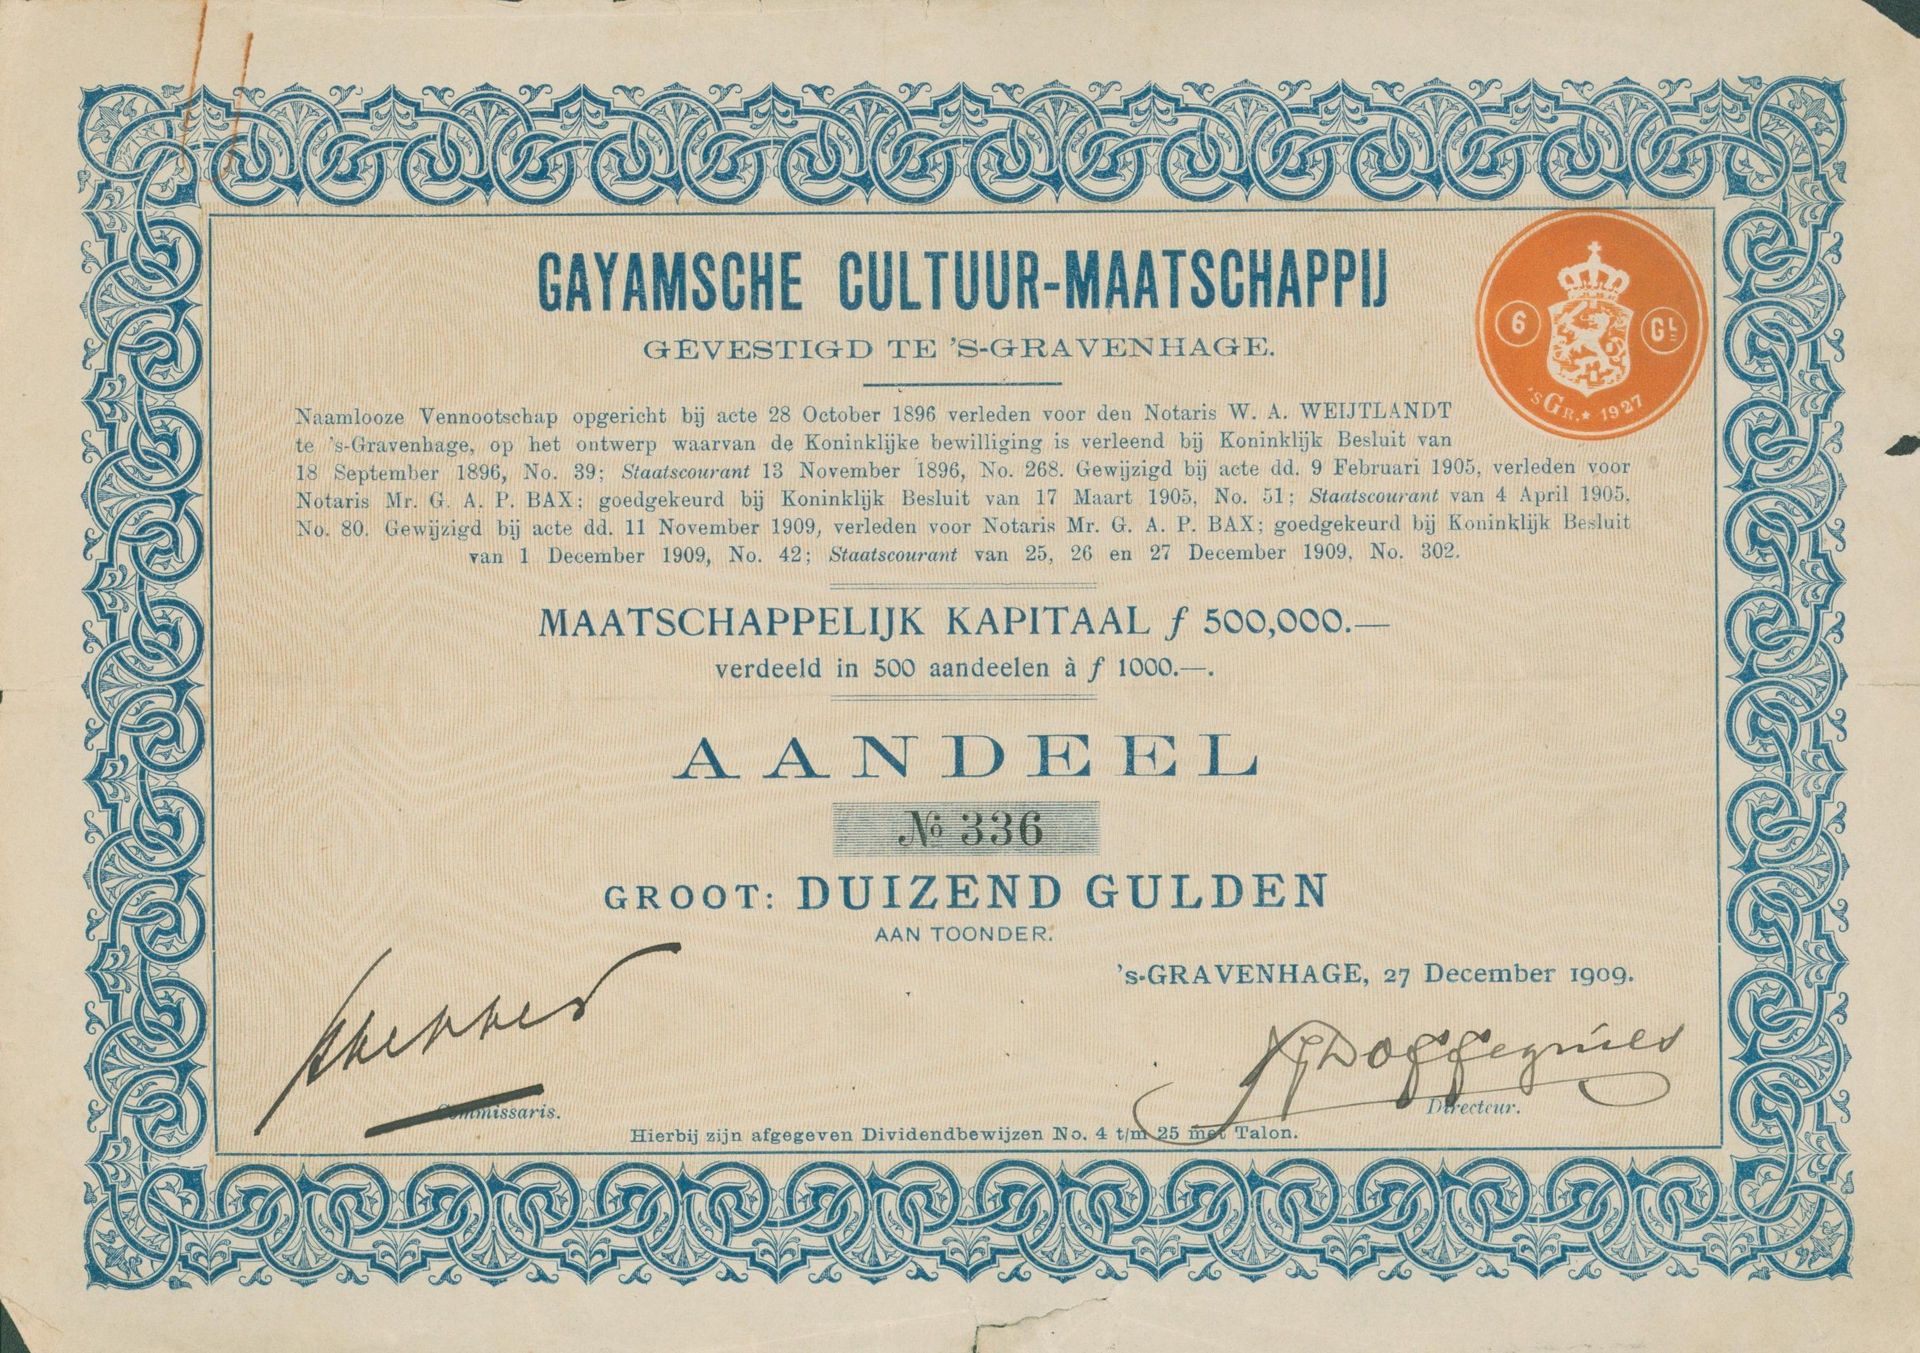 GAYAMSCHE CULTUUR-MAATSCHAPPIJ
GEVESTIGD TE 'S-GRAVENHAGE.
6 GL
'sGR. * 1927
Naamlooze Vennootschap opgericht bij acte 28 October 1896 verleden voor den Notaris W. A. WEIJTLANDT
te 's-Gravenhage, op het ontwerp waarvan de Koninklijke bewilliging is verleend bij Koninklijk Besluit van
18 September 1896, No. 39; Staatscourant 13 November 1896, No. 268. Gewijzigd bij acte dd. 9 Februari 1905, verleden voor
Notaris Mr. G. A. P. BAX; goedgekeurd bij Koninklijk Besluit van 17 Maart 1905, No. 51; Staatscourant van 4 April 1905,
No. 80. Gewijzigd bij acte dd. 11 November 1909, verleden voor Notaris Mr. G. A. P. BAX; goedgekeurd bij Koninklijk Besluit
van 1 December 1909, No. 42; Staatscourant van 25, 26 en 27 December 1909, No. 302.
MAATSCHAPPELIJK KAPITAAL f 500,000.—
verdeeld in 500 aandeelen à f 1000.—.
AANDEEL
No 336
GROOT: DUIZEND GULDEN
AAN TOONDER.
's-GRAVENHAGE, 27 December 1909.
Commissaris.
Directeur.
Hierbij zijn afgegeven Dividendbewijzen No. 4 t/m 25 met Talon.